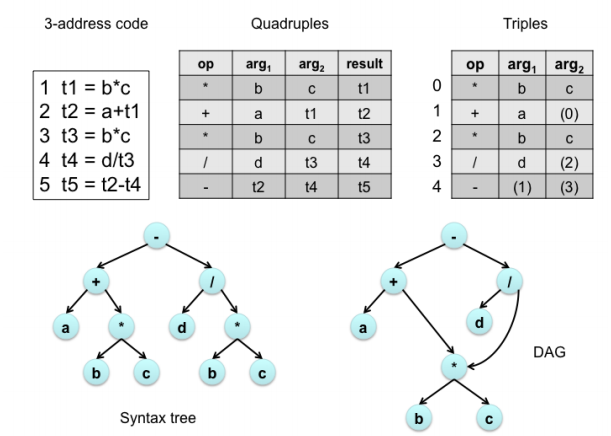 3-address code
1 t1 = b*c
2 t2 = a+t1
3 t3 = b*c
4 t4 = d/t3
5 t5 = t2-t4
Quadruples
op arg1 arg2 result
* b c t1
+ a t1 t2
* b c t3
/ d t3 t4
- t2 t4 t5
Triples
op arg1 arg2
0 * b c
1 + a (0)
2 * b c
3 / d (2)
4 - (1) (3)
-
+ /
a * d *
b c b c
Syntax tree
-
+ /
a d
*
b c
DAG